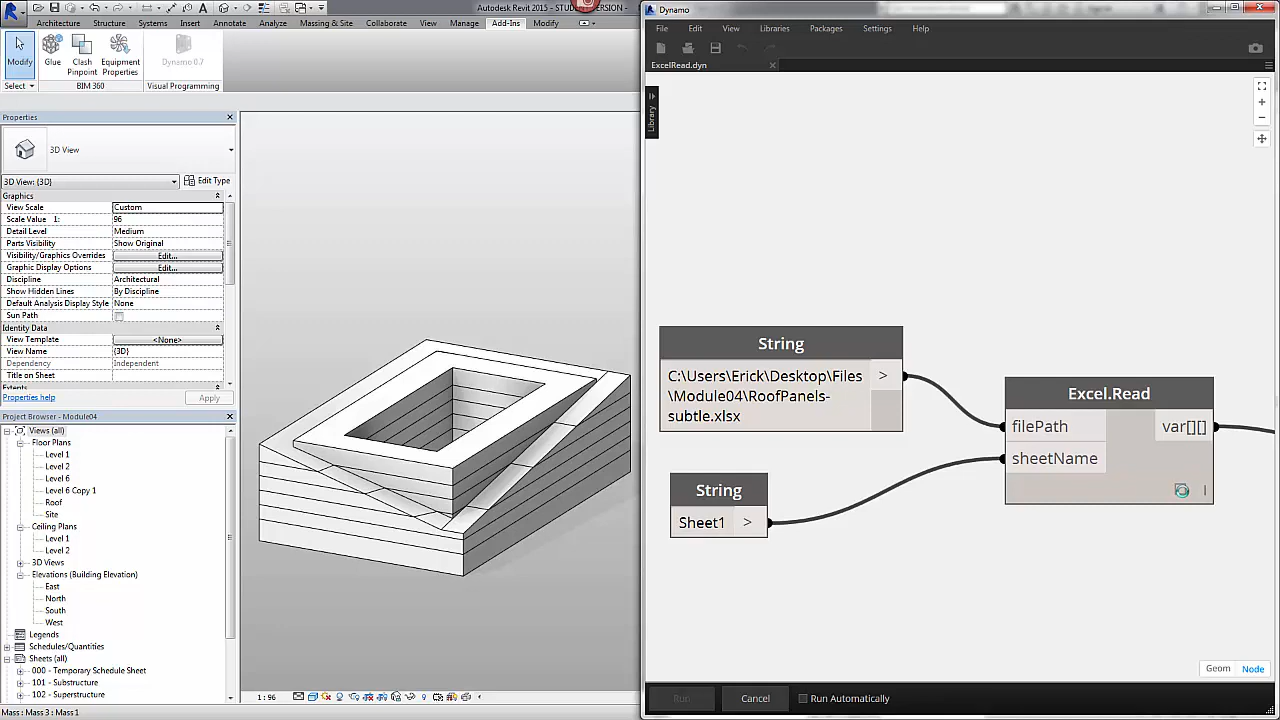 Autodesk Revit 2015 - STUDENT VERSION -
Architecture Structure Systems Insert Annotate Analyze Massing & Site Collaborate View Manage Add-Ins Modify
Modify
Glue
Clash Pinpoint
Equipment Properties
Dynamo 0.7
Select
BIM 360
Visual Programming
Properties
3D View
3D View: {3D}
Edit Type
Graphics
View Scale Custom
Scale Value 1: 96
Detail Level Medium
Parts Visibility Show Original
Visibility/Graphics Overrides Edit...
Graphic Display Options Edit...
Discipline Architectural
Show Hidden Lines By Discipline
Default Analysis Display Style None
Sun Path
Identity Data
View Template <None>
View Name {3D}
Dependency Independent
Title on Sheet
Extents
Properties help
Apply
Project Browser - Module04
Views (all)
Floor Plans
Level 1
Level 2
Level 6
Level 6 Copy 1
Roof
Site
Ceiling Plans
Level 1
Level 2
3D Views
Elevations (Building Elevation)
East
North
South
West
Legends
Schedules/Quantities
Sheets (all)
000 - Temporary Schedule Sheet
101 - Substructure
102 - Superstructure
1 : 96
Mass : Mass 3 : Mass 1
Dynamo
File Edit View Libraries Packages Settings Help
ExcelRead.dyn
Library
String
C:\Users\Erick\Desktop\Files
\Module04\RoofPanels-
subtle.xlsx
>
String
Sheet1 >
Excel.Read
filePath var[][]
sheetName
Geom Node
Run Cancel Run Automatically